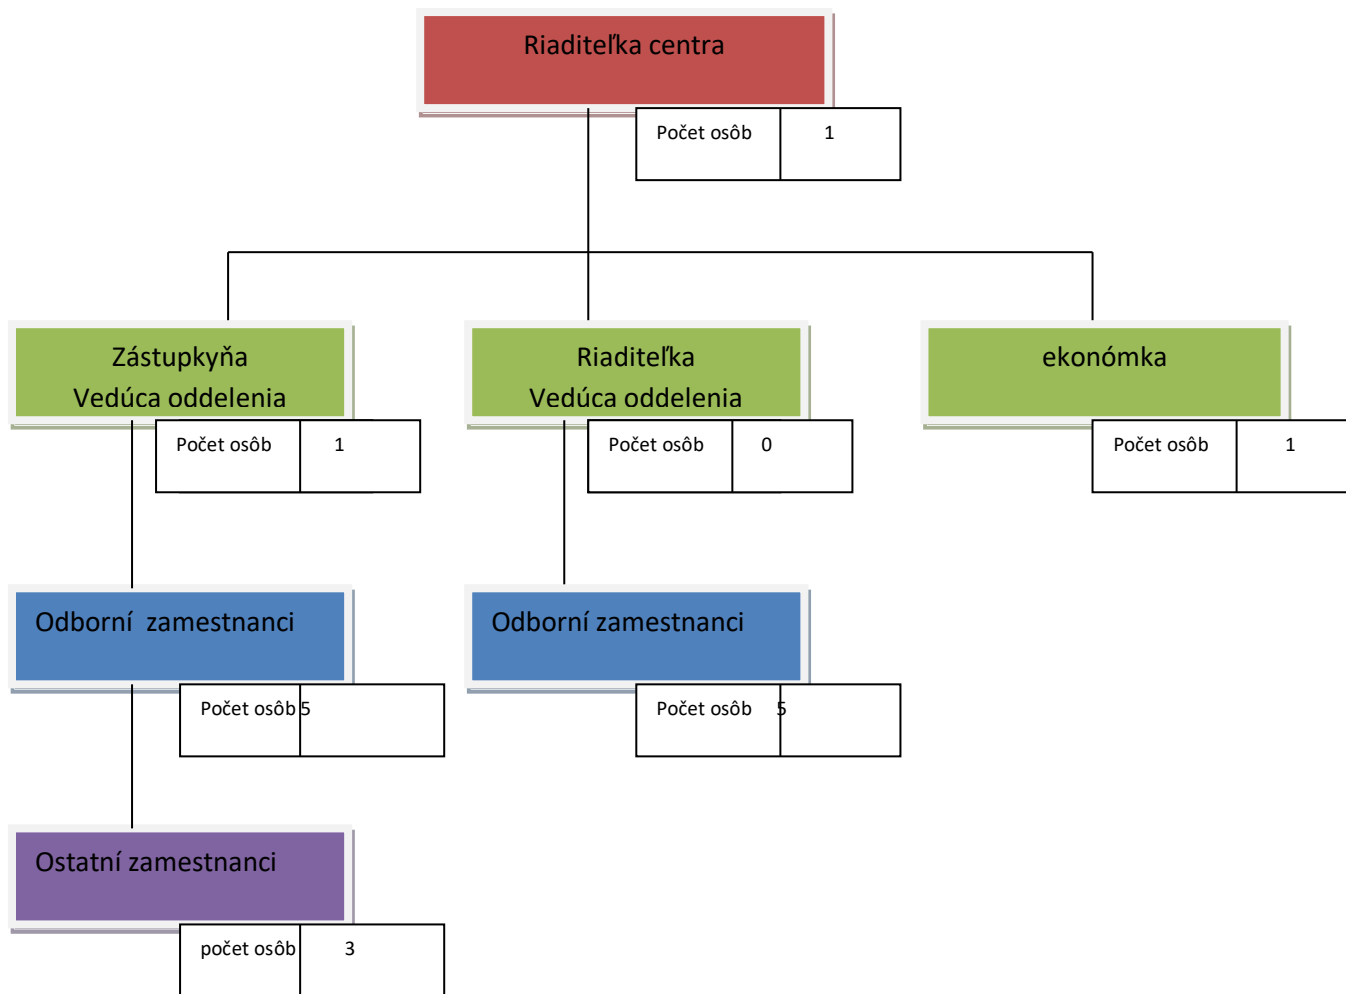 Riaditeľka centra
Počet osôb 1
Zástupkyňa
Vedúca oddelenia
Počet osôb 1
Riaditeľka
Vedúca oddelenia
Počet osôb 0
ekonómka
Počet osôb 1
Odborní  zamestnanci
Počet osôb 5
Odborní zamestnanci
Počet osôb 5
Ostatní zamestnanci
počet osôb 3